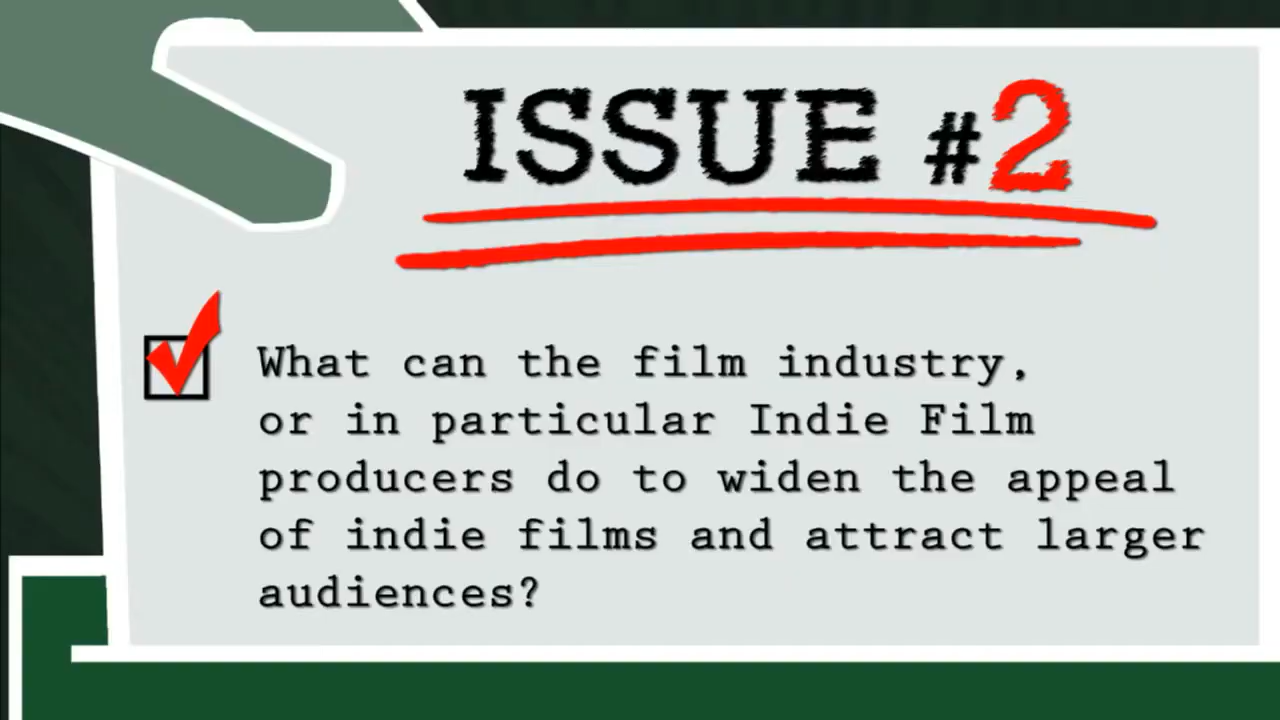 ISSUE #2
What can the film industry,
or in particular Indie Film
producers do to widen the appeal
of indie films and attract larger
audiences?